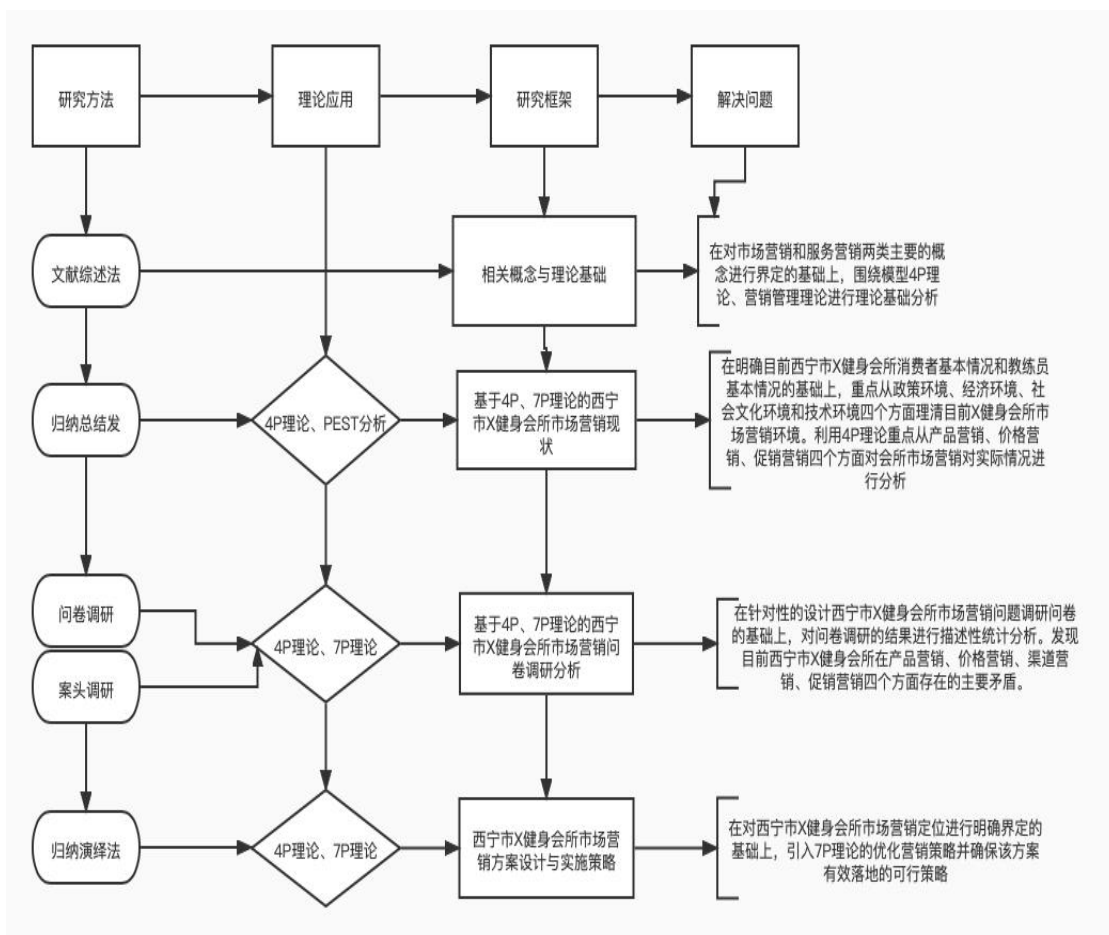 研究方法
理论应用
研究框架
解决问题
文献综述法
相关概念与理论基础
在对市场营销和服务营销两类主要的概
念进行界定的基础上，围绕模型4P理
论、营销管理理论进行理论基础分析
归纳总结发
4P理论、PEST分析
基于4P、7P理论的西宁
市X健身会所市场营销现
状
在明确目前西宁市X健身会所消费者基本情况和教练员
基本情况的基础上，重点从政策环境、经济环境、社
会文化环境和技术环境四个方面理清目前X健身会所市
场营销环境。利用4P理论重点从产品营销、价格营
销、促销营销四个方面对会所市场营销对实际情况进
行分析
问卷调研
案头调研
4P理论、7P理论
基于4P、7P理论的西宁
市X健身会所市场营销问
卷调研分析
在针对性的设计西宁市X健身会所市场营销问题调研问卷
的基础上，对问卷调研的结果进行描述性统计分析。发现
目前西宁市X健身会所在产品营销、价格营销、渠道营
销、促销营销四个方面存在的主要矛盾。
归纳演绎法
4P理论、7P理论
西宁市X健身会所市场营
销方案设计与实施策略
在对西宁市X健身会所市场营销定位进行明确界定的
基础上，引入7P理论的优化营销策略并确保该方案
有效落地的可行策略